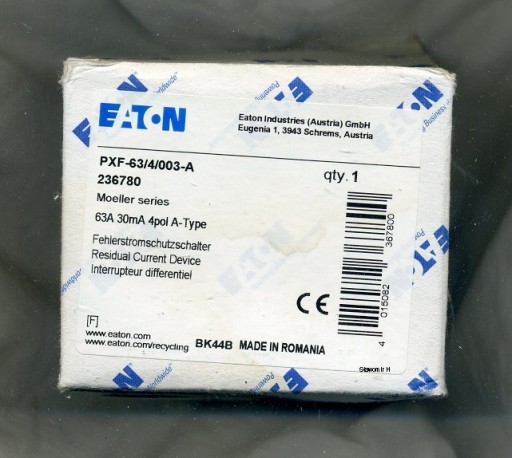 EATON
Eaton Industries (Austria) GmbH
Eugenia 1, 3943 Schrems, Austria
PXF-63/4/003-A
236780
qty. 1
Moeller series
63A 30mA 4pol A-Type
Fehlerstromschutzschalter
Residual Current Device
Interrupteur differentiel
CE
4 015082 367800
[F]
www.eaton.com
www.eaton.com/recycling BK44B MADE IN ROMANIA
EATON